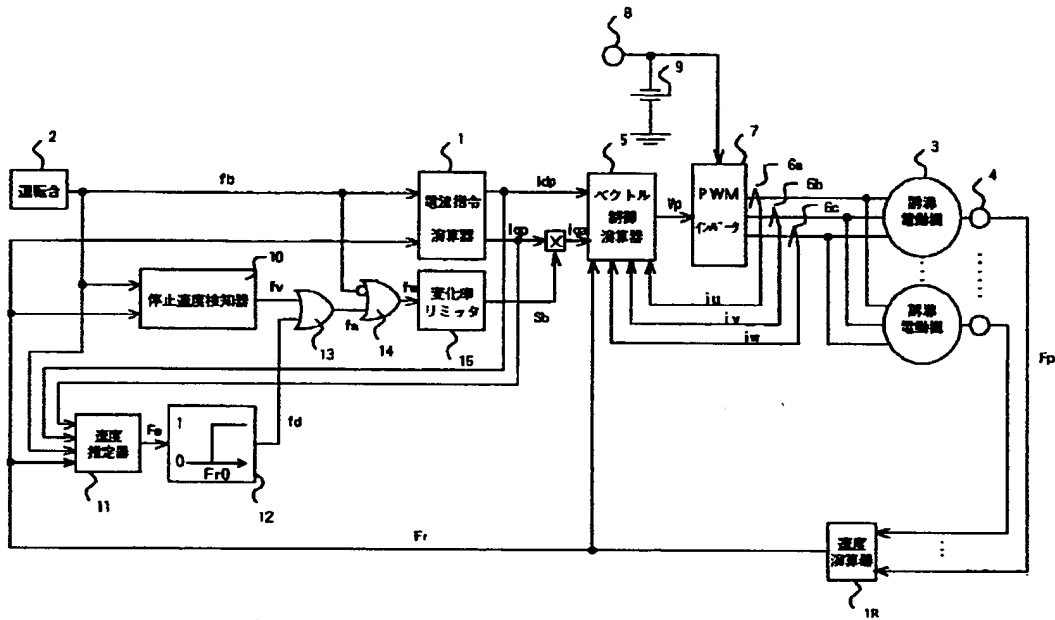 8
9
2
運転台
fb
1
電流指令
演算器
Idp
Iqp
5
ベクトル
制御
演算器
Vp
7
PWM
インバータ
6a
6b
6c
3
誘導
電動機
4
10
停止速度検知器
fv
13
fa
14
fw
変化率
リミッタ
15
Sb
iu
iv
iw
誘導
電動機
Fp
速度
推定器
11
Fe
1
0
Fr0
12
fd
Fr
速度
演算器